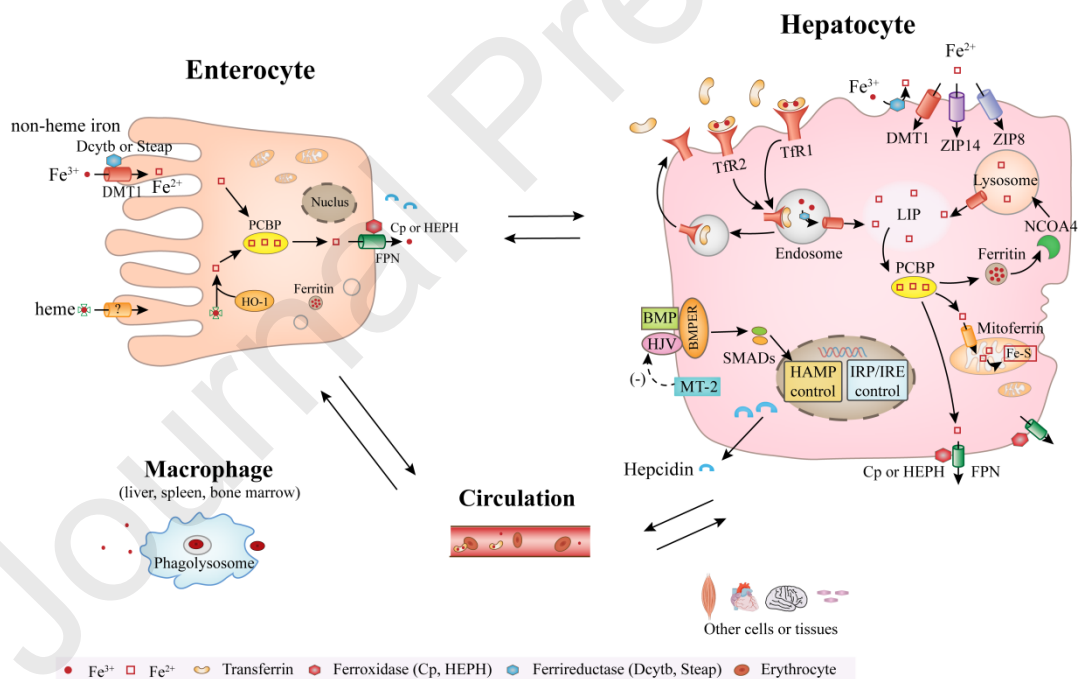 Journal Pre
Enterocyte
non-heme iron
Dcytb or Steap
Fe³⁺
DMT1
Fe²⁺
PCBP
Nuclus
Cp or HEPH
FPN
HO-1
Ferritin
heme
?
Hepatocyte
Fe²⁺
Fe³⁺
DMT1
ZIP14
ZIP8
TfR2
TfR1
Lysosome
LIP
NCOA4
Endosome
PCBP
Ferritin
Mitoferrin
Fe-S
BMP
HJV
BMPER
SMADs
(-)
MT-2
HAMP
control
IRP/IRE
control
Hepcidin
Cp or HEPH
FPN
Macrophage
(liver, spleen, bone marrow)
Phagolysosome
Circulation
Other cells or tissues
Fe³⁺ Fe²⁺ Transferrin Ferroxidase (Cp, HEPH) Ferrireductase (Dcytb, Steap) Erythrocyte